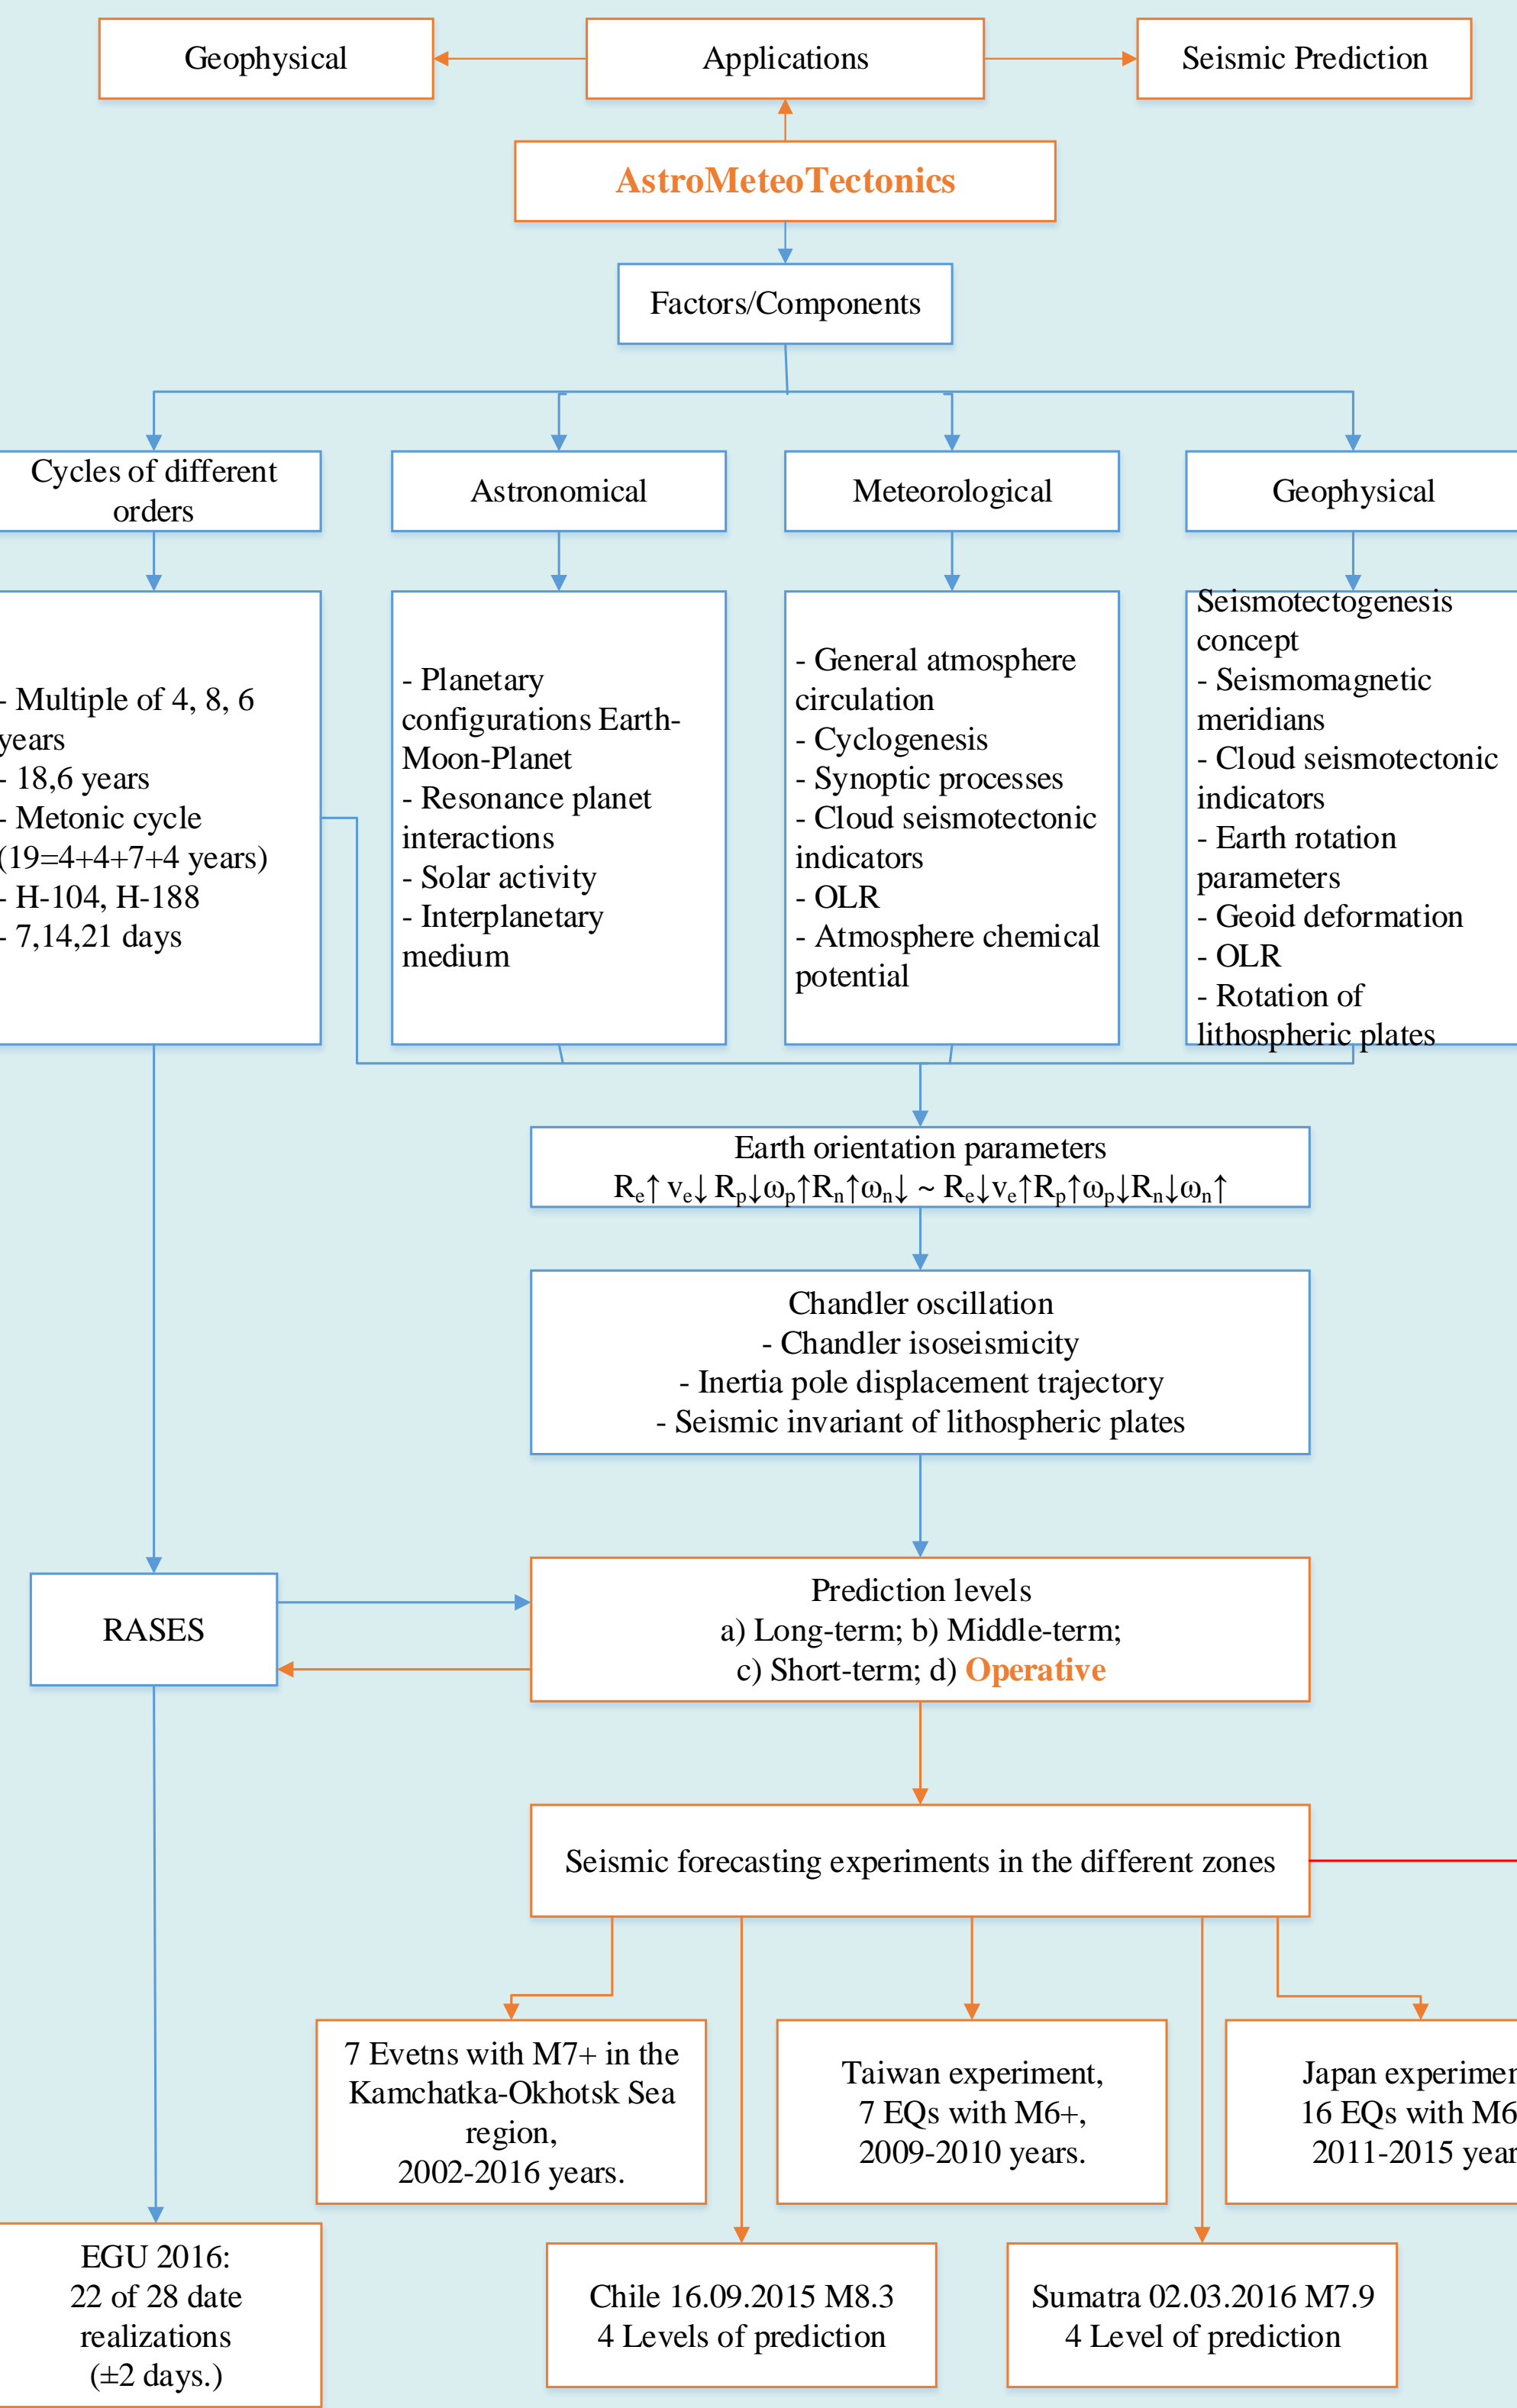 Geophysical
Applications
Seismic Prediction
AstroMeteoTectonics
Factors/Components
Cycles of different
orders
Astronomical
Meteorological
Geophysical
- Multiple of 4, 8, 6
years
- 18,6 years
- Metonic cycle
(19=4+4+7+4 years)
- H-104, H-188
- 7,14,21 days
- Planetary
configurations Earth-
Moon-Planet
- Resonance planet
interactions
- Solar activity
- Interplanetary
medium
- General atmosphere
circulation
- Cyclogenesis
- Synoptic processes
- Cloud seismotectonic
indicators
- OLR
- Atmosphere chemical
potential
Seismotectogenesis
concept
- Seismomagnetic
meridians
- Cloud seismotectonic
indicators
- Earth rotation
parameters
- Geoid deformation
- OLR
- Rotation of
lithospheric plates
Earth orientation parameters
Rₑ↑ vₑ↓ Rₚ↓ωₚ↑Rₙ↑ωₙ↓ ~ Rₑ↓vₑ↑Rₚ↑ωₚ↓Rₙ↓ωₙ↑
Chandler oscillation
- Chandler isoseismicity
- Inertia pole displacement trajectory
- Seismic invariant of lithospheric plates
RASES
Prediction levels
a) Long-term; b) Middle-term;
c) Short-term; d) Operative
Seismic forecasting experiments in the different zones
7 Evetns with M7+ in the
Kamchatka-Okhotsk Sea
region,
2002-2016 years.
Taiwan experiment,
7 EQs with M6+,
2009-2010 years.
Japan experimen
16 EQs with M6
2011-2015 year
EGU 2016:
22 of 28 date
realizations
(±2 days.)
Chile 16.09.2015 M8.3
4 Levels of prediction
Sumatra 02.03.2016 M7.9
4 Level of prediction